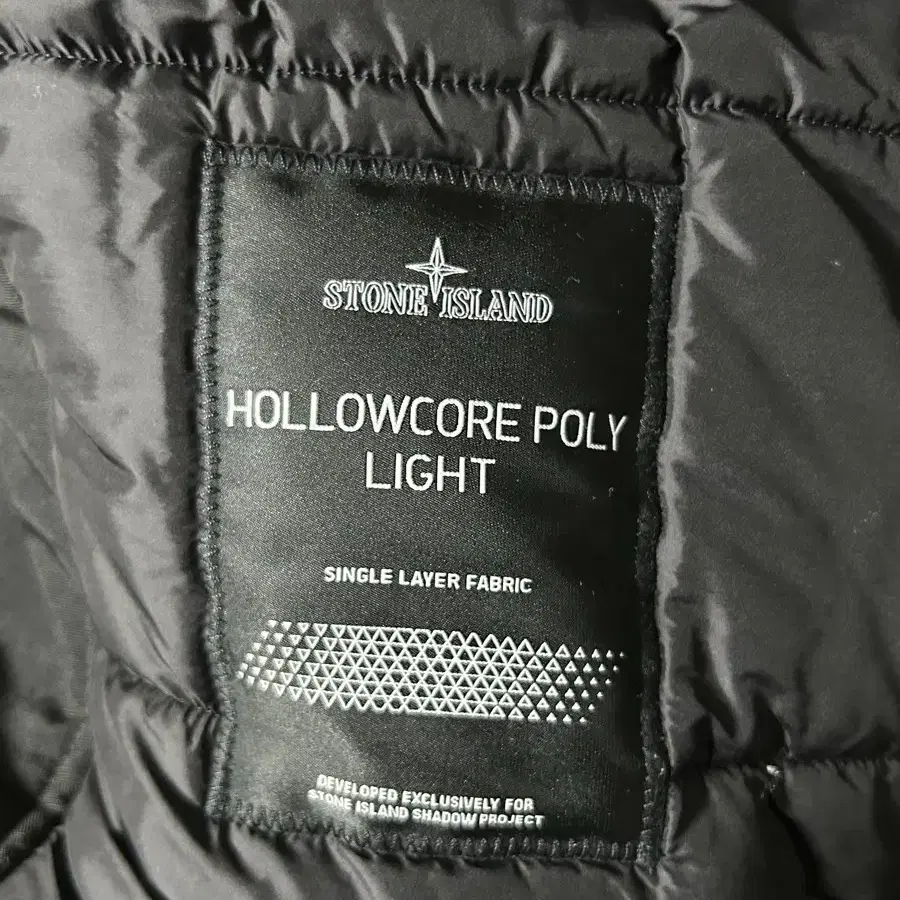 STONE ISLAND
HOLLOWCORE POLY
LIGHT
SINGLE LAYER FABRIC
DEVELOPED EXCLUSIVELY FOR
STONE ISLAND SHADOW PROJECT